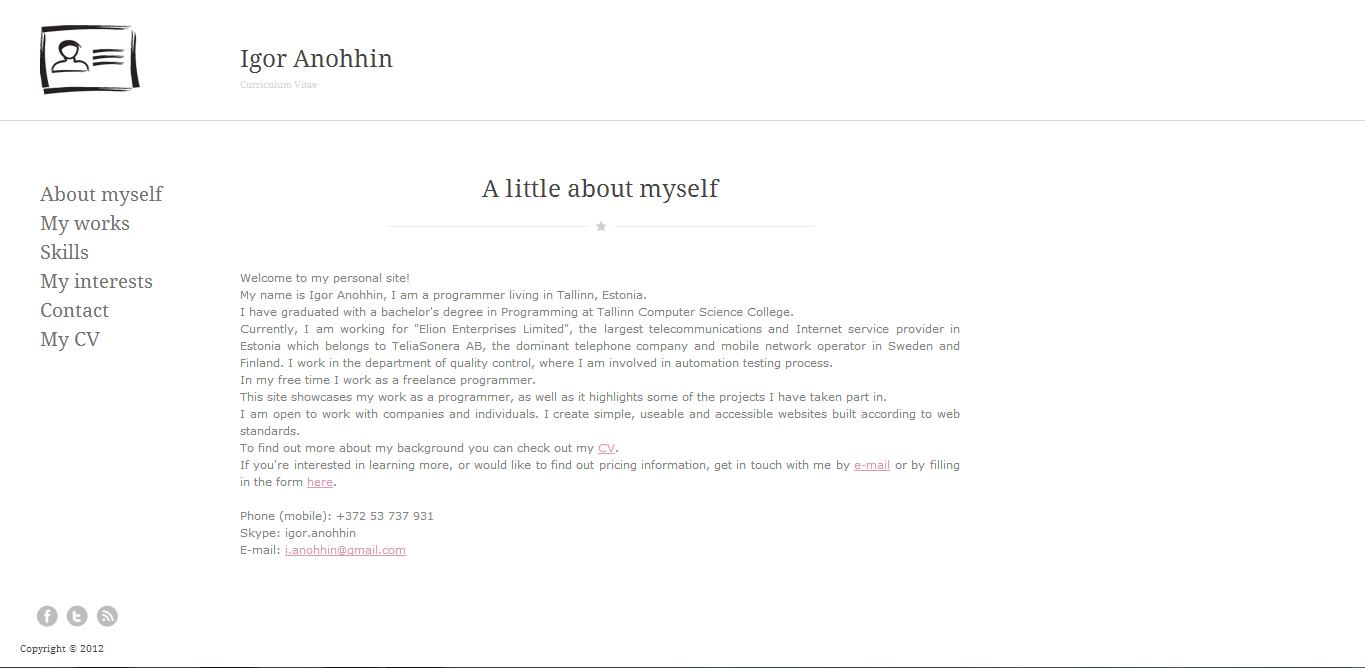 Igor Anohhin
Curriculum Vitae
About myself
My works
Skills
My interests
Contact
My CV
A little about myself
Welcome to my personal site!
My name is Igor Anohhin, I am a programmer living in Tallinn, Estonia.
I have graduated with a bachelor's degree in Programming at Tallinn Computer Science College.
Currently, I am working for "Elion Enterprises Limited", the largest telecommunications and Internet service provider in
Estonia which belongs to TeliaSonera AB, the dominant telephone company and mobile network operator in Sweden and
Finland. I work in the department of quality control, where I am involved in automation testing process.
In my free time I work as a freelance programmer.
This site showcases my work as a programmer, as well as it highlights some of the projects I have taken part in.
I am open to work with companies and individuals. I create simple, useable and accessible websites built according to web
standards.
To find out more about my background you can check out my CV.
If you're interested in learning more, or would like to find out pricing information, get in touch with me by e-mail or by filling
in the form here.
Phone (mobile): +372 53 737 931
Skype: igor.anohhin
E-mail: i.anohhin@gmail.com
Copyright © 2012